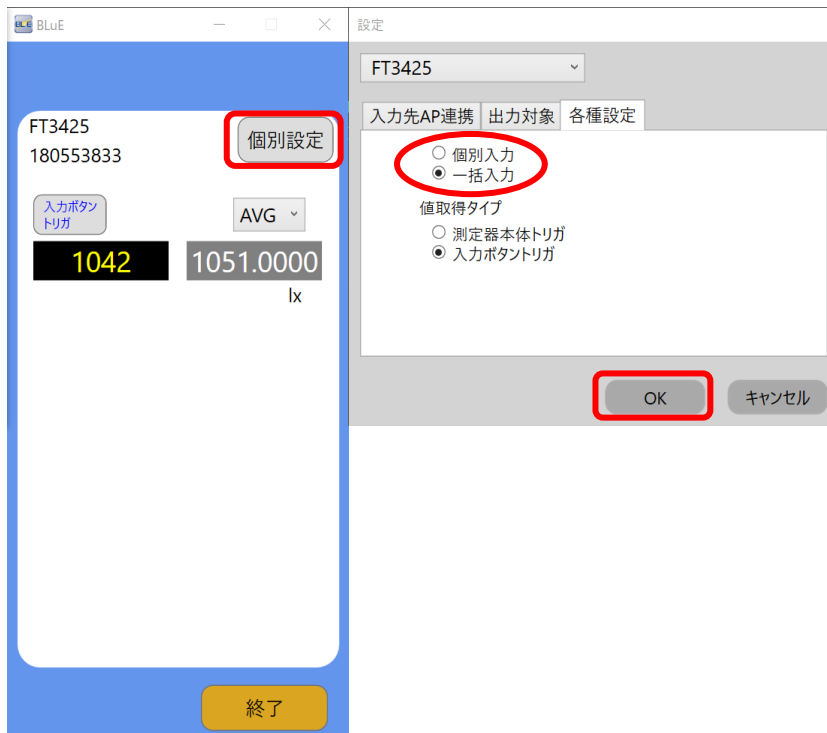 BLuE
FT3425
180553833
個別設定
入力ボタン
トリガ
AVG
1042
1051.0000
lx
終了
設定
FT3425
入力先AP連携
出力対象
各種設定
個別入力
一括入力
値取得タイプ
測定器本体トリガ
入力ボタントリガ
OK
キャンセル